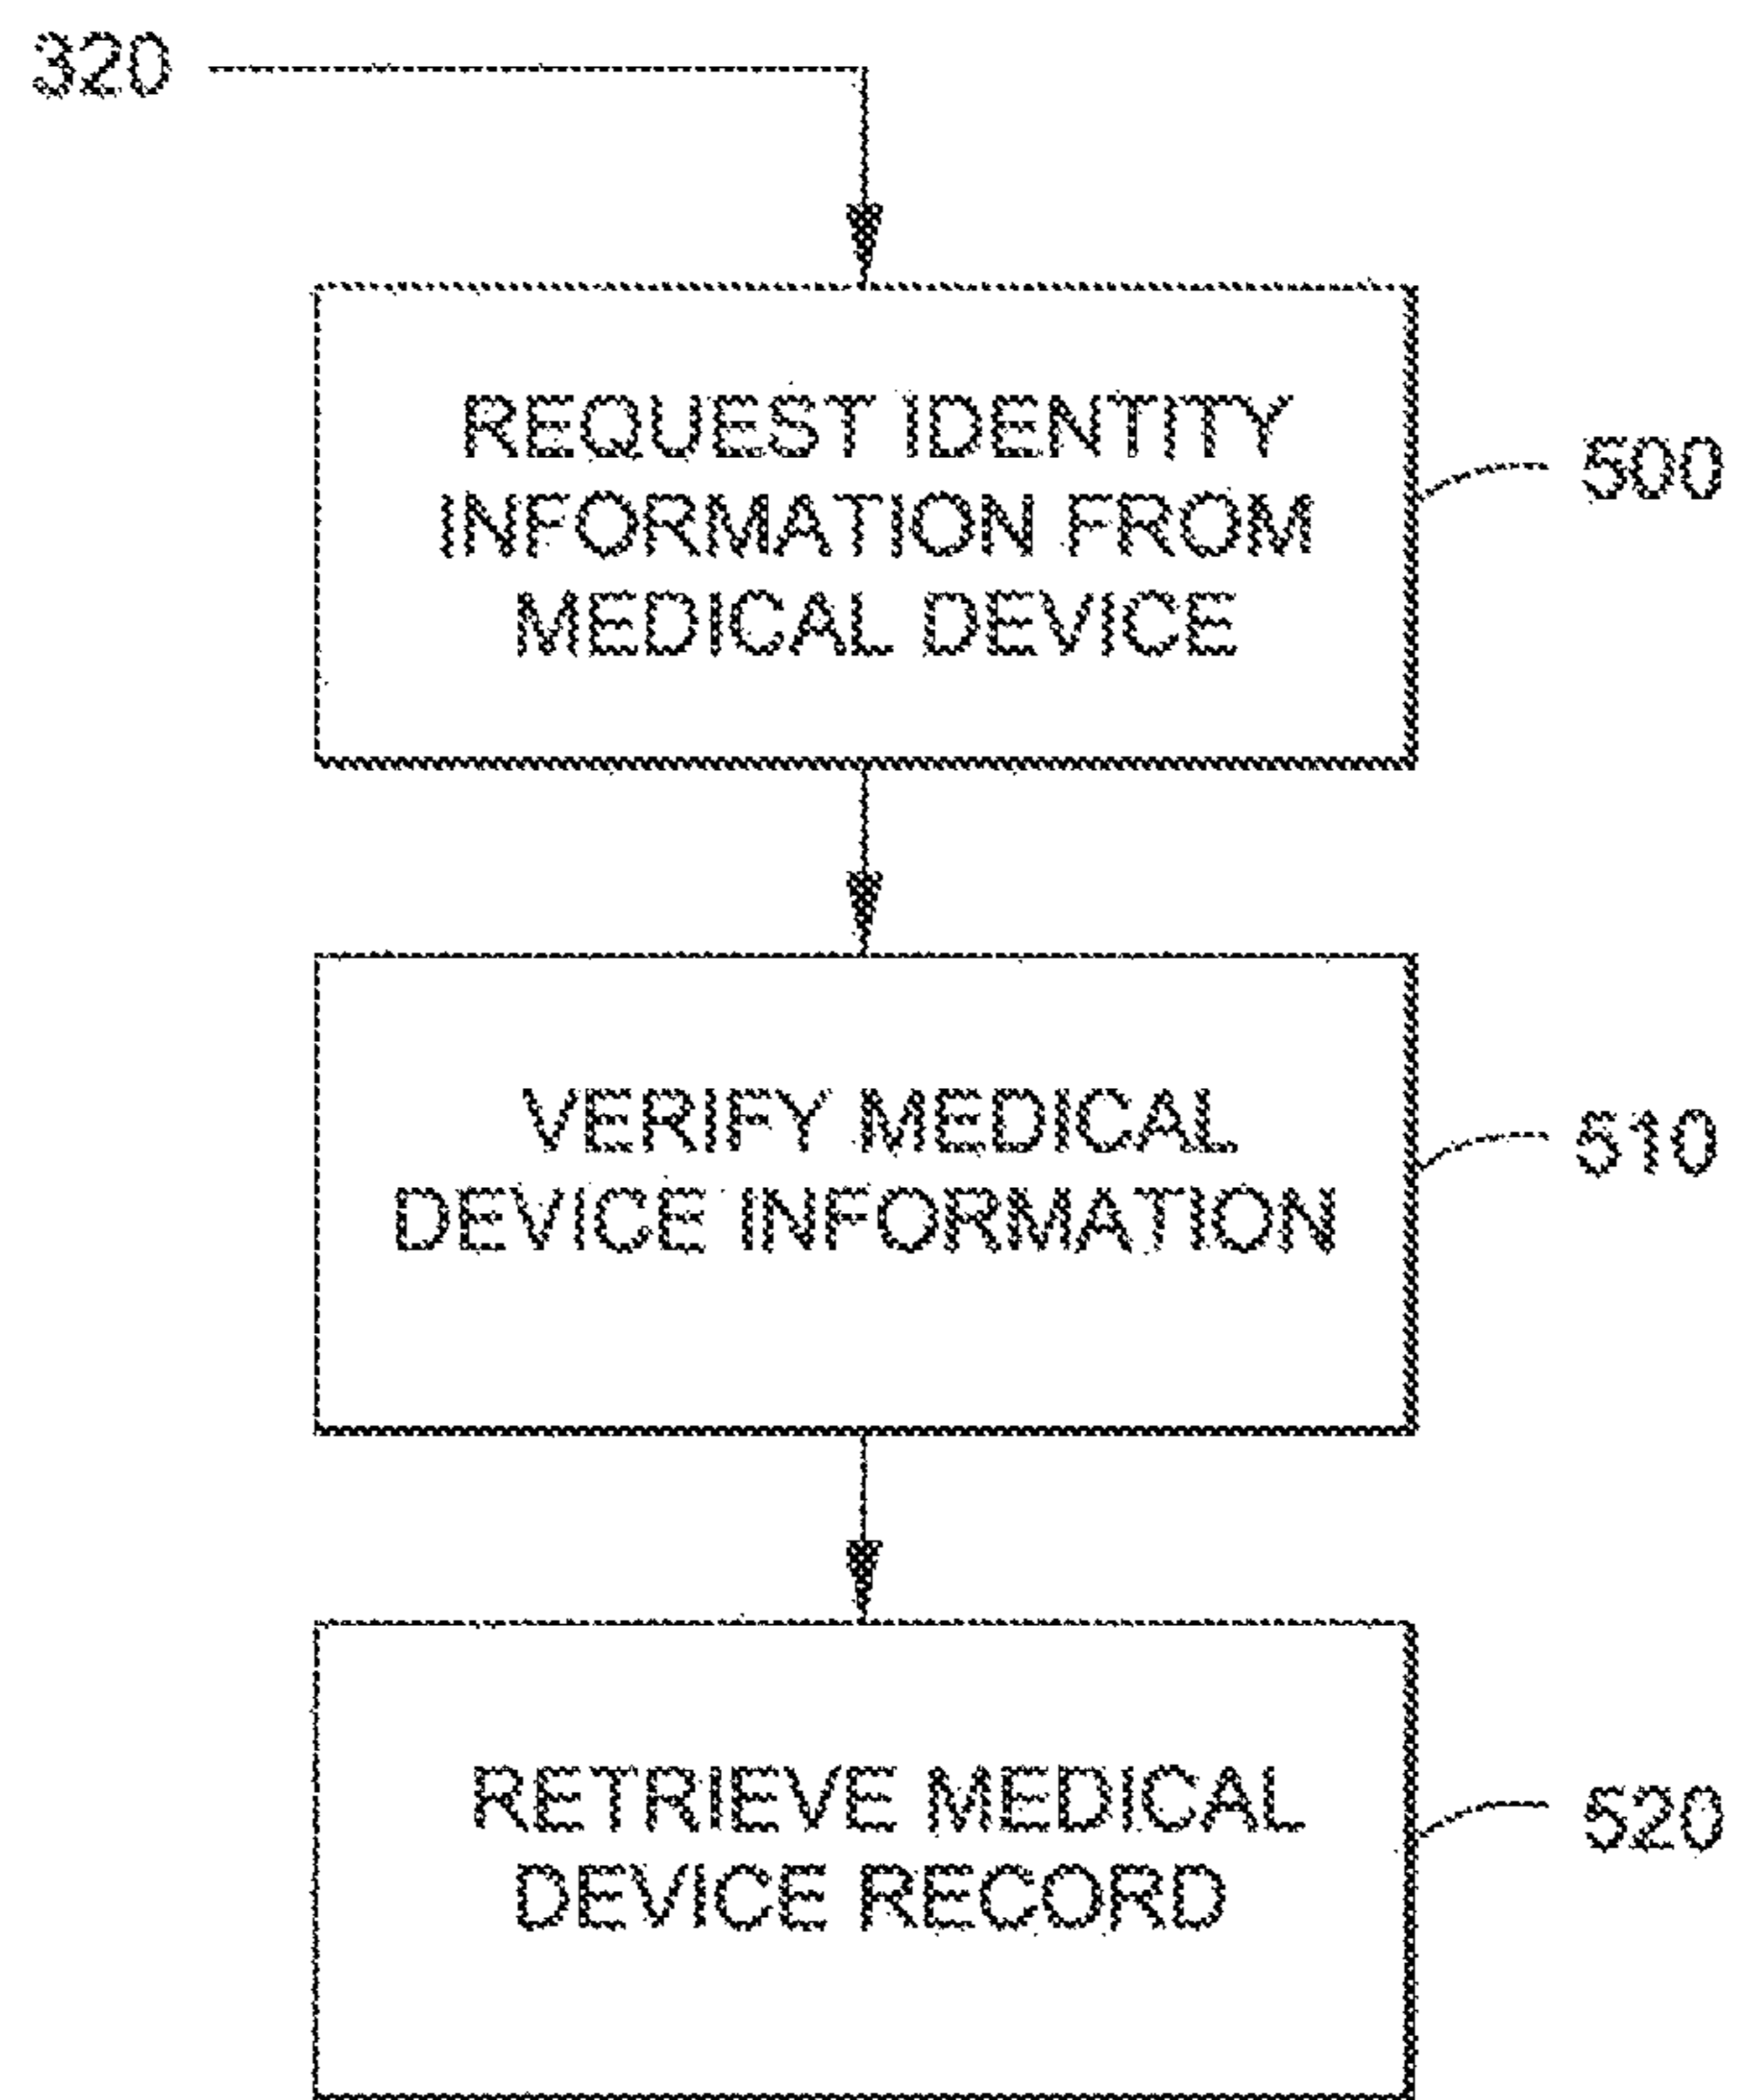 320
REQUEST IDENTITY
INFORMATION FROM
MEDICAL DEVICE
500
VERIFY MEDICAL
DEVICE INFORMATION
510
RETRIEVE MEDICAL
DEVICE RECORD
520